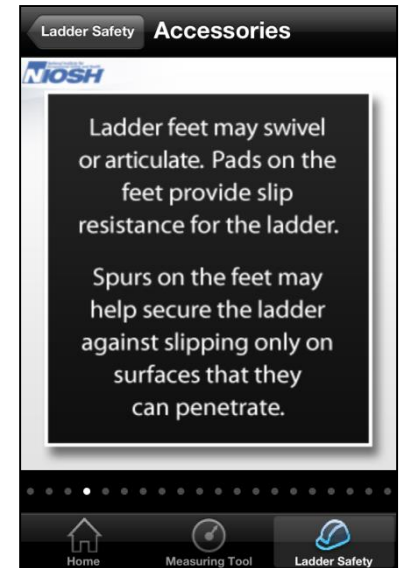 Ladder Safety Accessories
NIOSH
Ladder feet may swivel
or articulate. Pads on the
feet provide slip
resistance for the ladder.
Spurs on the feet may
help secure the ladder
against slipping only on
surfaces that they
can penetrate.
Home Measuring Tool Ladder Safety